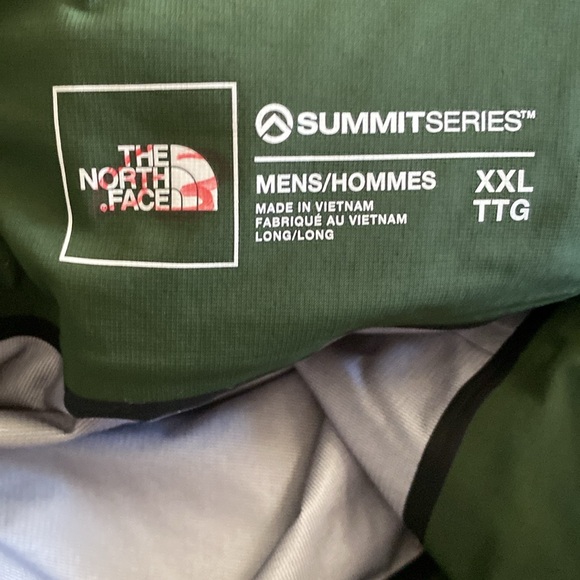 THE
NORTH
FACE
SUMMITSERIES™
MENS/HOMMES XXL
MADE IN VIETNAM TTG
FABRIQUÉ AU VIETNAM
LONG/LONG